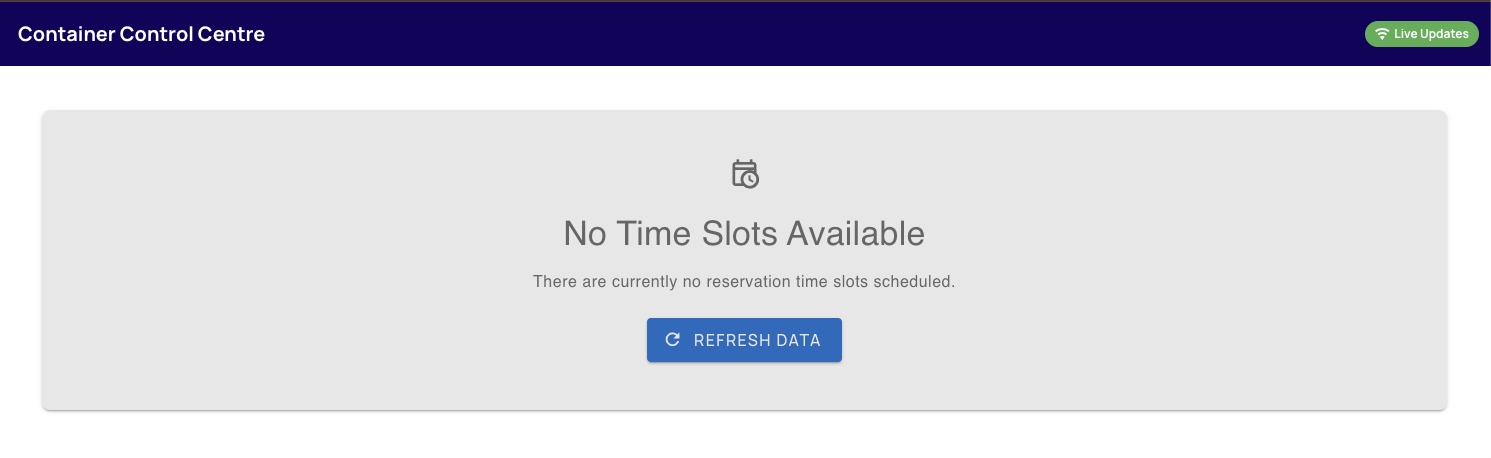 Container Control Centre
Live Updates
No Time Slots Available
There are currently no reservation time slots scheduled.
REFRESH DATA